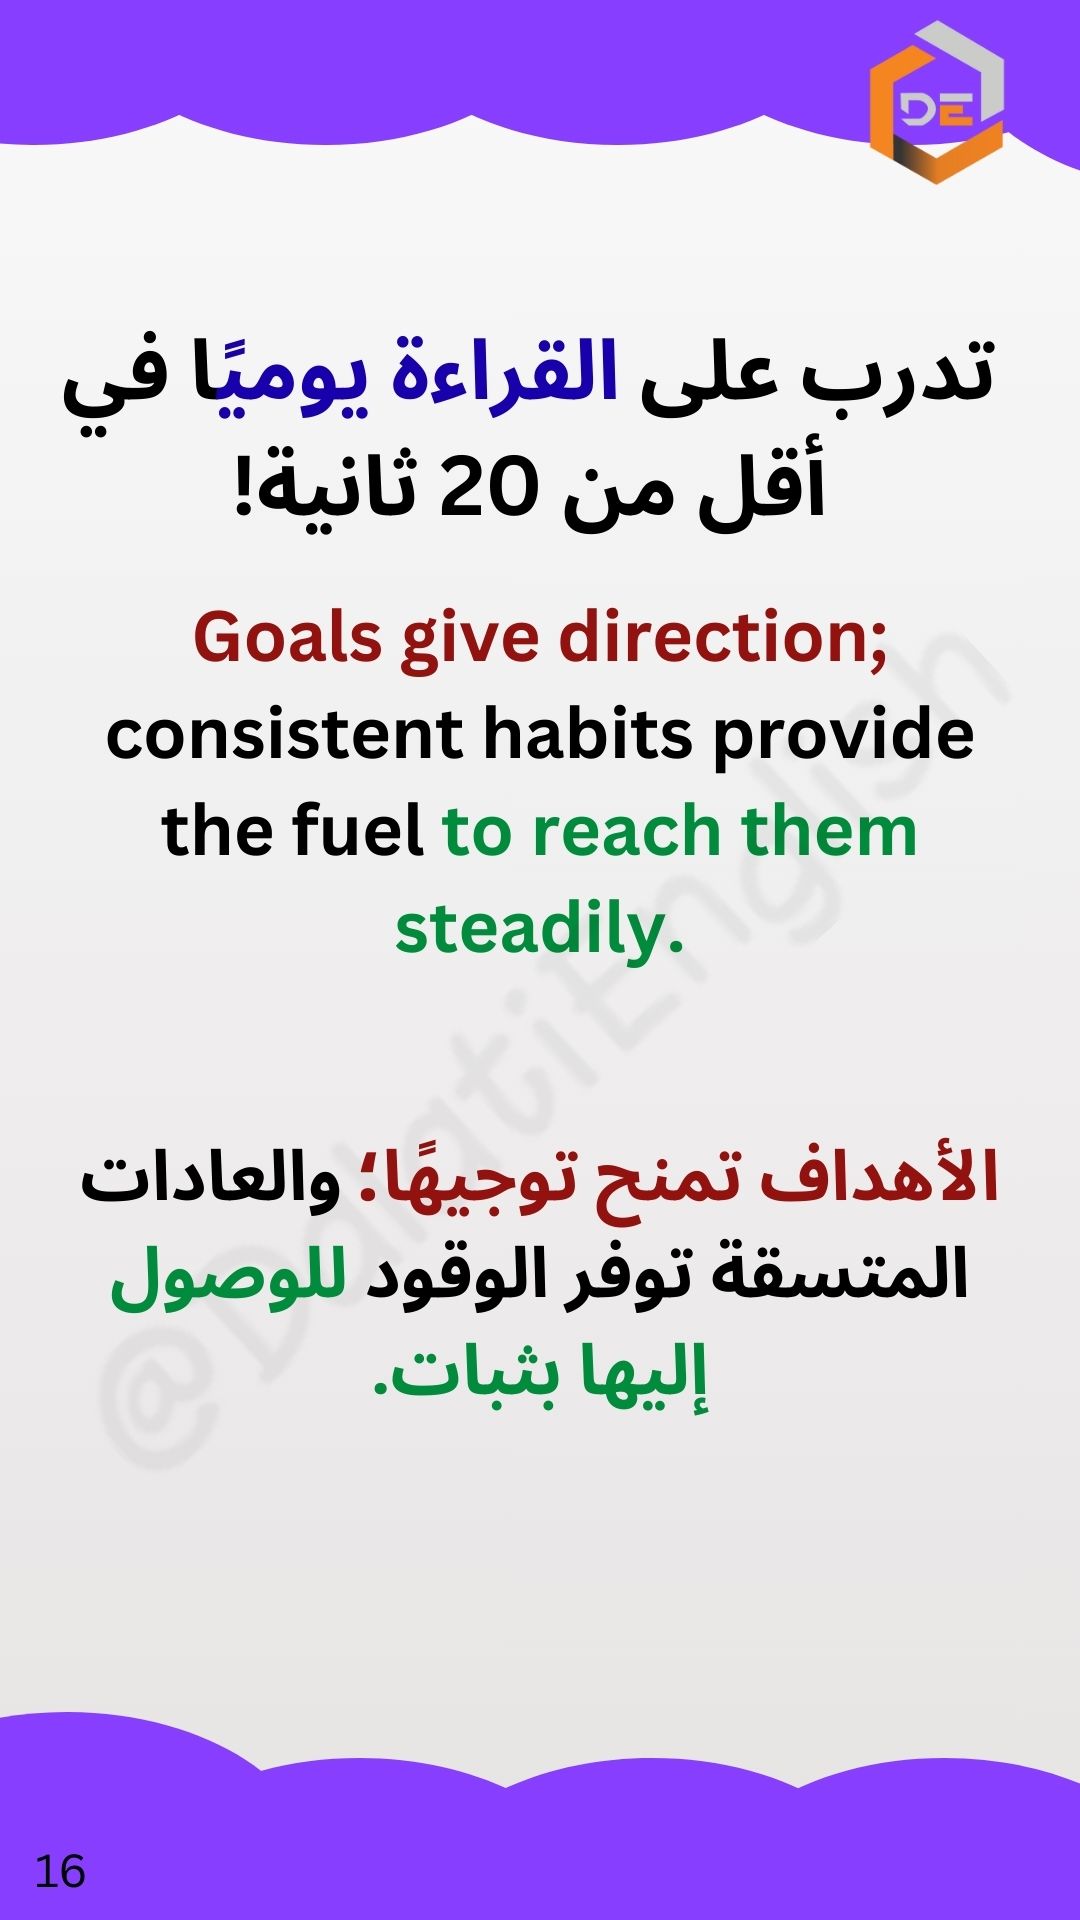 DE
تدرب على القراءة يوميًا في
أقل من 20 ثانية!
Goals give direction;
consistent habits provide
the fuel to reach them
steadily.
الأهداف تمنح توجيهًا؛ والعادات
المتسقة توفر الوقود للوصول
إليها بثبات.
@DdlatiEnglish
16